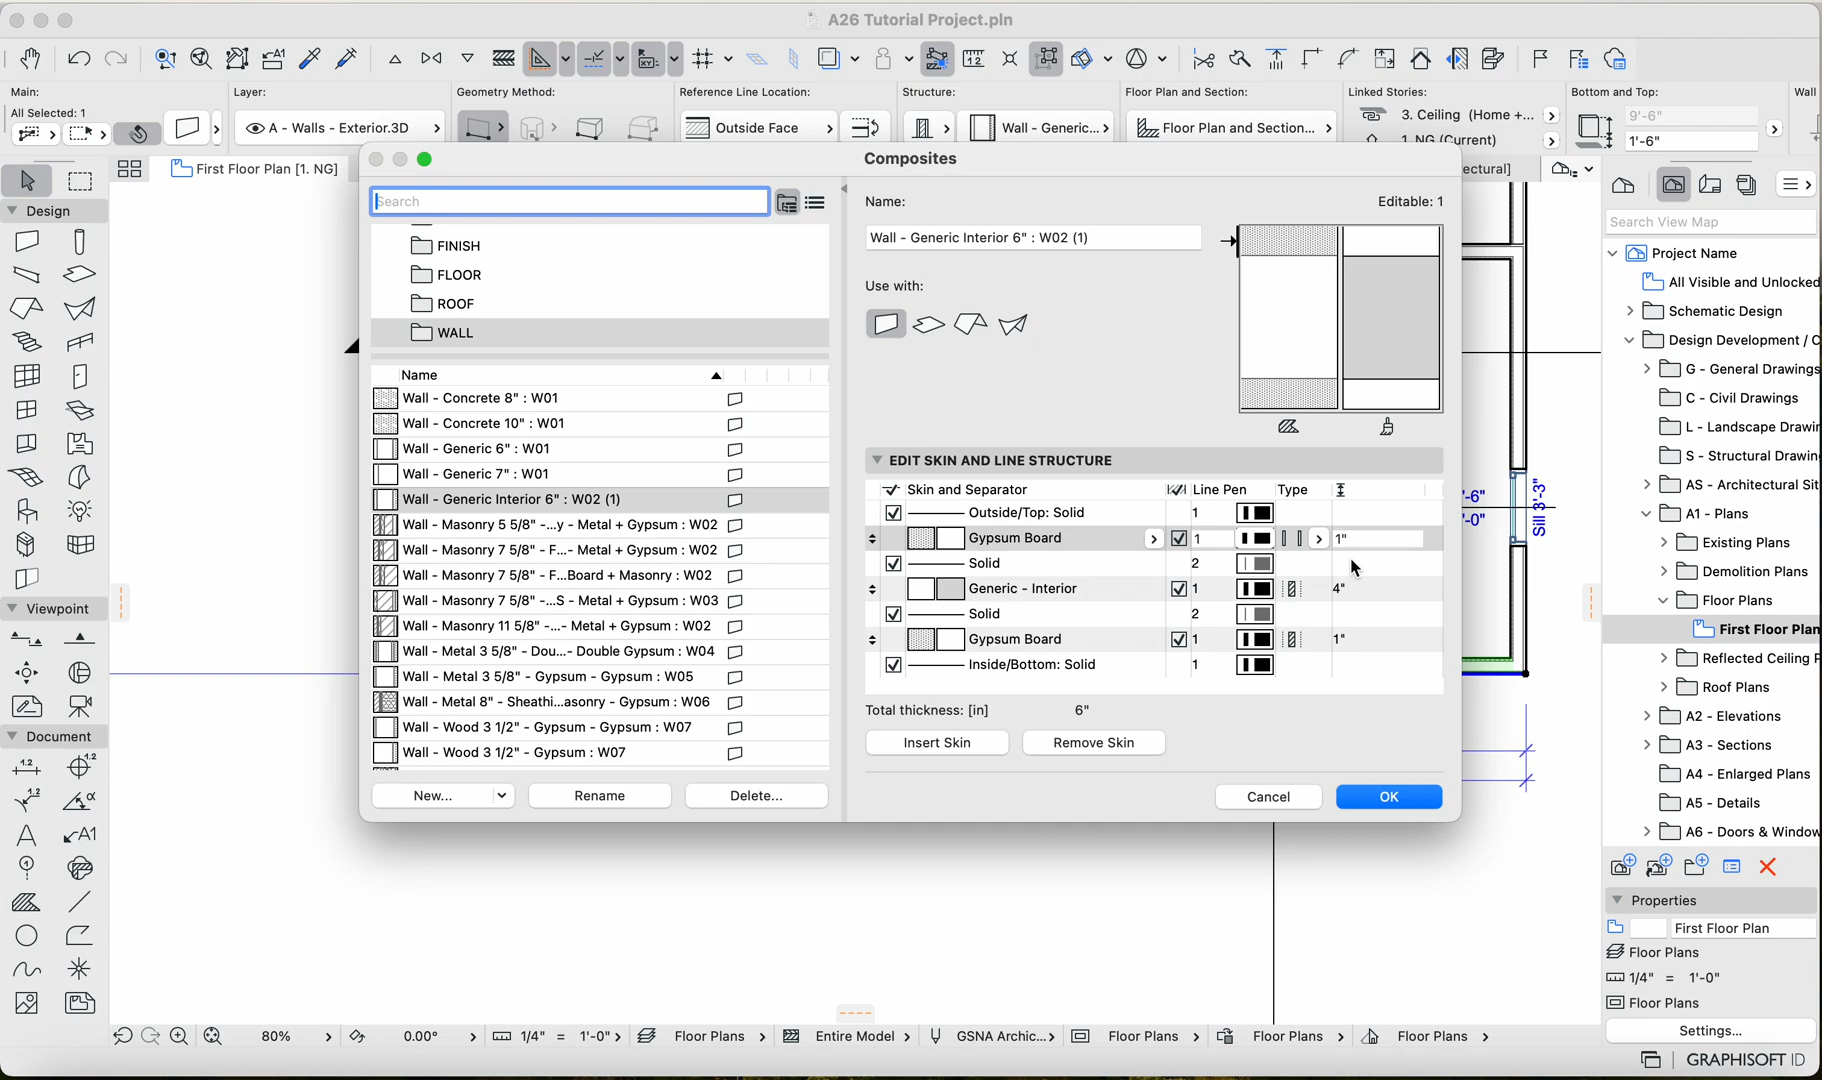 A26 Tutorial Project.pln
Main:
All Selected: 1
Layer:
A - Walls - Exterior.3D
Geometry Method:
Reference Line Location:
Outside Face
Structure:
Wall - Generic...
Floor Plan and Section:
Floor Plan and Section...
Linked Stories:
3. Ceiling (Home +...
1. NG (Current)
Bottom and Top:
9'-6"
1'-6"
Wall
First Floor Plan [1. NG]
ectural]
Composites
Search
FINISH
FLOOR
ROOF
WALL
Name
Wall - Concrete 8" : W01
Wall - Concrete 10" : W01
Wall - Generic 6" : W01
Wall - Generic 7" : W01
Wall - Generic Interior 6" : W02 (1)
Wall - Masonry 5 5/8" -...y - Metal + Gypsum : W02
Wall - Masonry 7 5/8" - F... - Metal + Gypsum : W02
Wall - Masonry 7 5/8" - F...Board + Masonry : W02
Wall - Masonry 7 5/8" -...S - Metal + Gypsum : W03
Wall - Masonry 11 5/8" -...- Metal + Gypsum : W02
Wall - Metal 3 5/8" - Dou...- Double Gypsum : W04
Wall - Metal 3 5/8" - Gypsum - Gypsum : W05
Wall - Metal 8" - Sheathi...asonry - Gypsum : W06
Wall - Wood 3 1/2" - Gypsum - Gypsum : W07
Wall - Wood 3 1/2" - Gypsum : W07
New...
Rename
Delete...
Name:
Editable: 1
Wall - Generic Interior 6" : W02 (1)
Use with:
EDIT SKIN AND LINE STRUCTURE
Skin and Separator Line Pen Type
Outside/Top: Solid 1
Gypsum Board 1 1"
Solid 2
Generic - Interior 1 4"
Solid 2
Gypsum Board 1 1"
Inside/Bottom: Solid 1
Total thickness: [in] 6"
Insert Skin
Remove Skin
Cancel
OK
'-6"
'-0"
Sill 3'-3"
Design
Viewpoint
Document
Search View Map
Project Name
All Visible and Unlocked
Schematic Design
Design Development / C
G - General Drawings
C - Civil Drawings
L - Landscape Drawin
S - Structural Drawin
AS - Architectural Sit
A1 - Plans
Existing Plans
Demolition Plans
Floor Plans
First Floor Plan
Reflected Ceiling P
Roof Plans
A2 - Elevations
A3 - Sections
A4 - Enlarged Plans
A5 - Details
A6 - Doors & Window
Properties
First Floor Plan
Floor Plans
1/4" = 1'-0"
Floor Plans
Settings...
80%
0.00°
1/4" = 1'-0"
Floor Plans
Entire Model
GSNA Archic...
Floor Plans
Floor Plans
Floor Plans
GRAPHISOFT ID